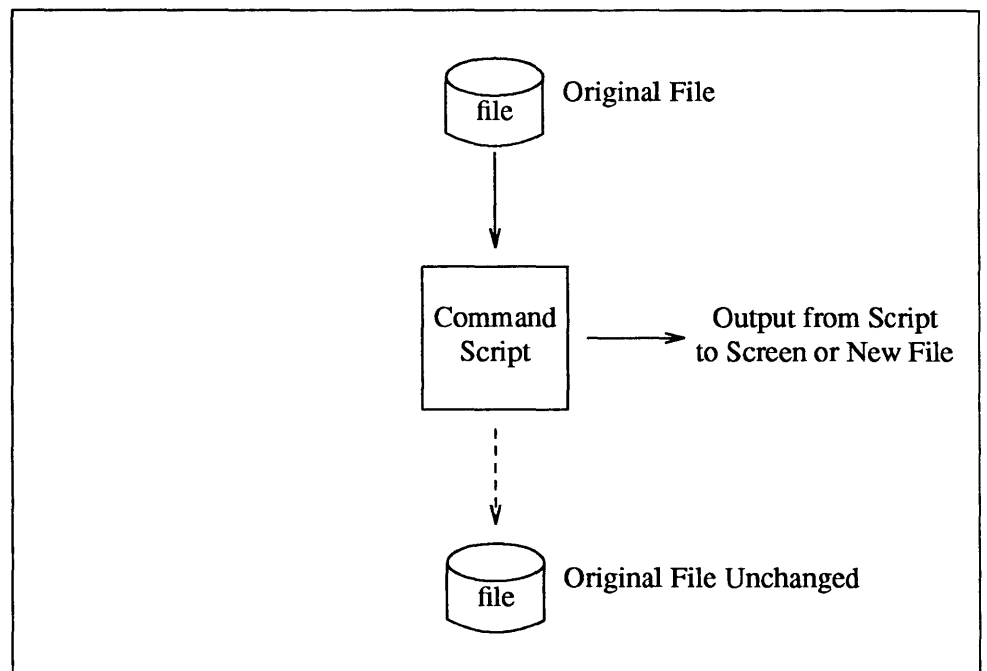 file
Original File
Command
Script
Output from Script
to Screen or New File
file
Original File Unchanged